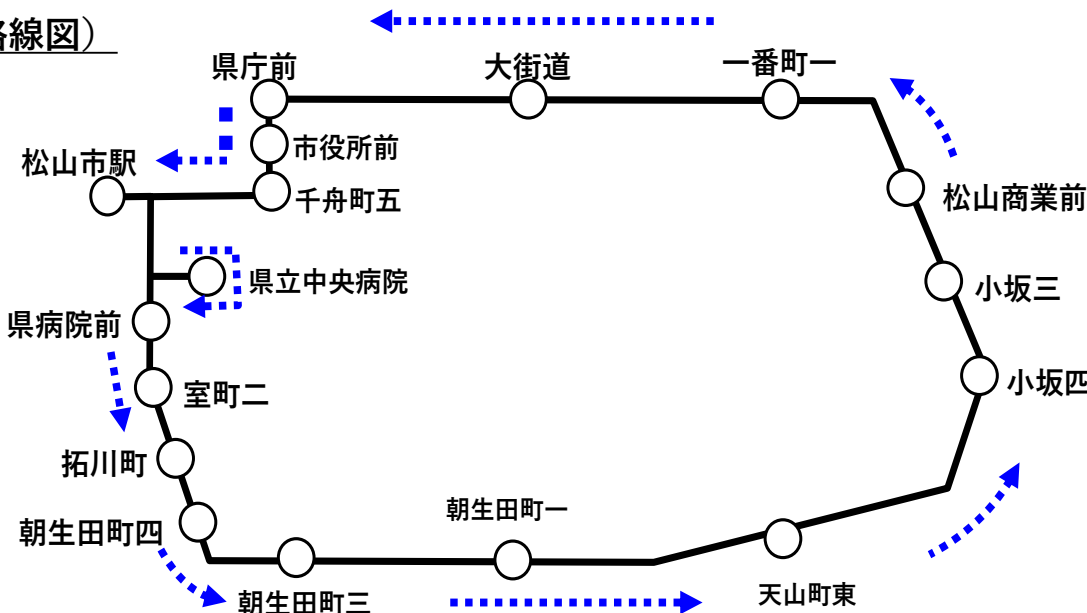 路線図）
県庁前
大街道
一番町一
市役所前
松山市駅
千舟町五
松山商業前
県立中央病院
小坂三
県病院前
小坂四
室町二
拓川町
朝生田町四
朝生田町一
朝生田町三
天山町東